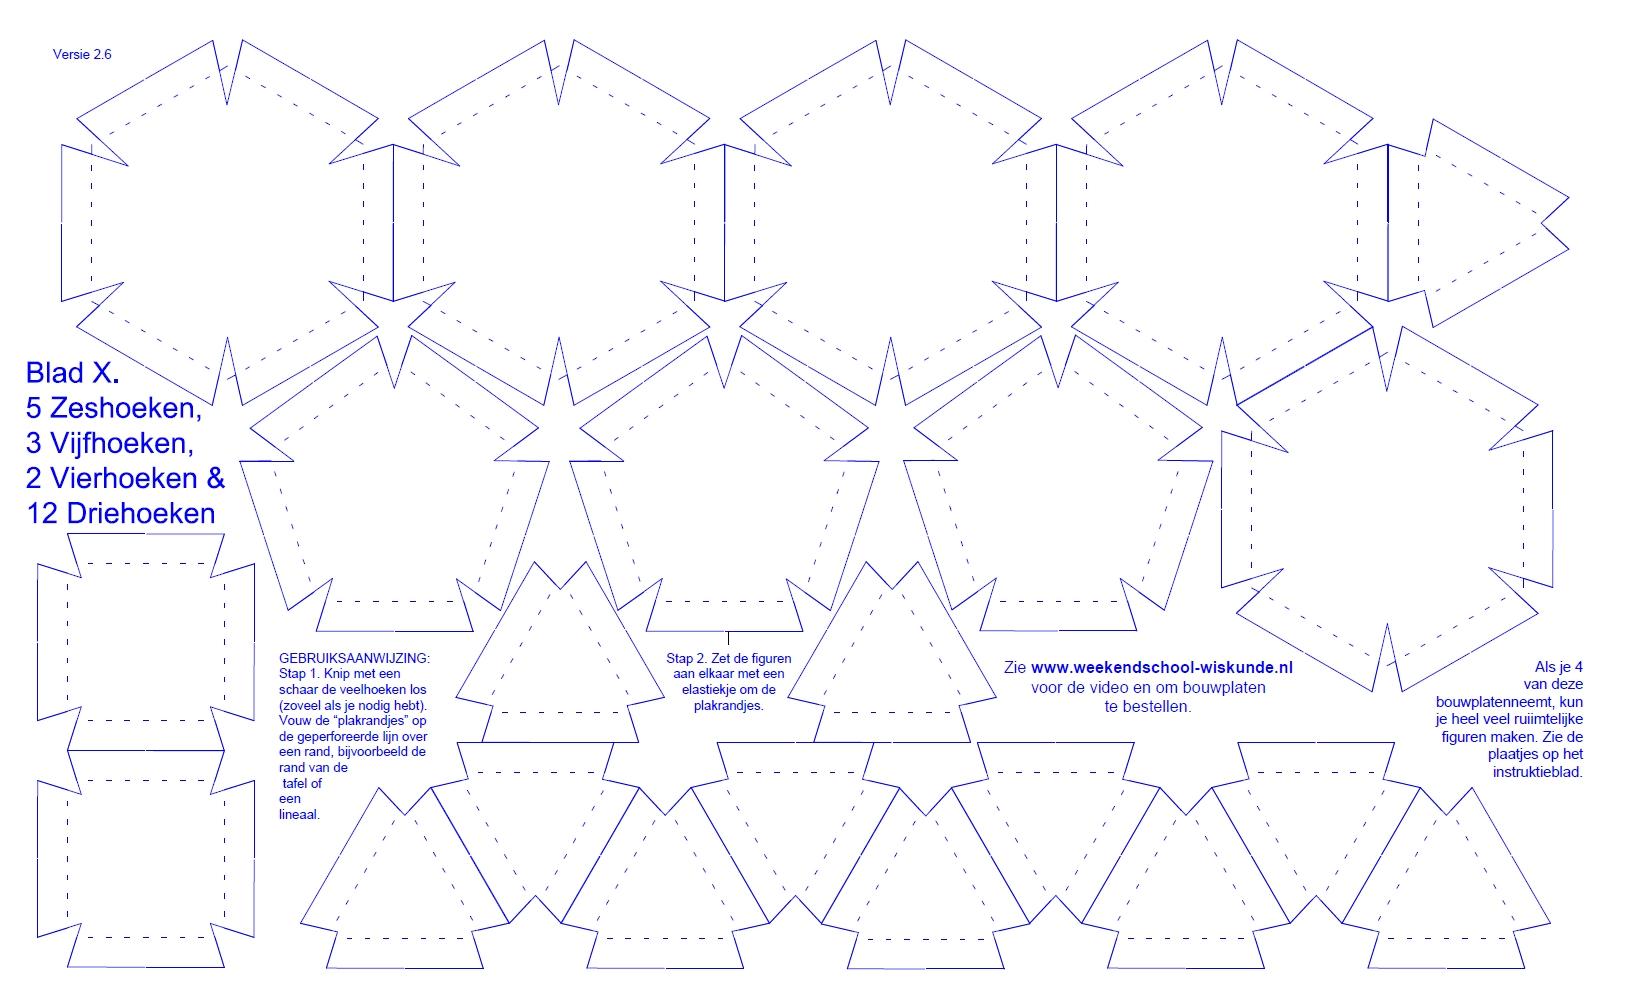 Versie 2.6
Blad X.
5 Zeshoeken,
3 Vijfhoeken,
2 Vierhoeken &
12 Driehoeken
GEBRUIKSAANWIJZING:
Stap 1. Knip met een
schaar de veelhoeken los
(zoveel als je nodig hebt).
Vouw de “plakrandjes” op
de geperforeerde lijn over
een rand, bijvoorbeeld de
rand van de
tafel of
een
lineaal.
Stap 2. Zet de figuren
aan elkaar met een
elastiekje om de
plakrandjes.
Zie www.weekendschool-wiskunde.nl
voor de video en om bouwplaten
te bestellen.
Als je 4
van deze
bouwplatenneemt, kun
je heel veel ruiimtelijke
figuren maken. Zie de
plaatjes op het
instruktieblad.